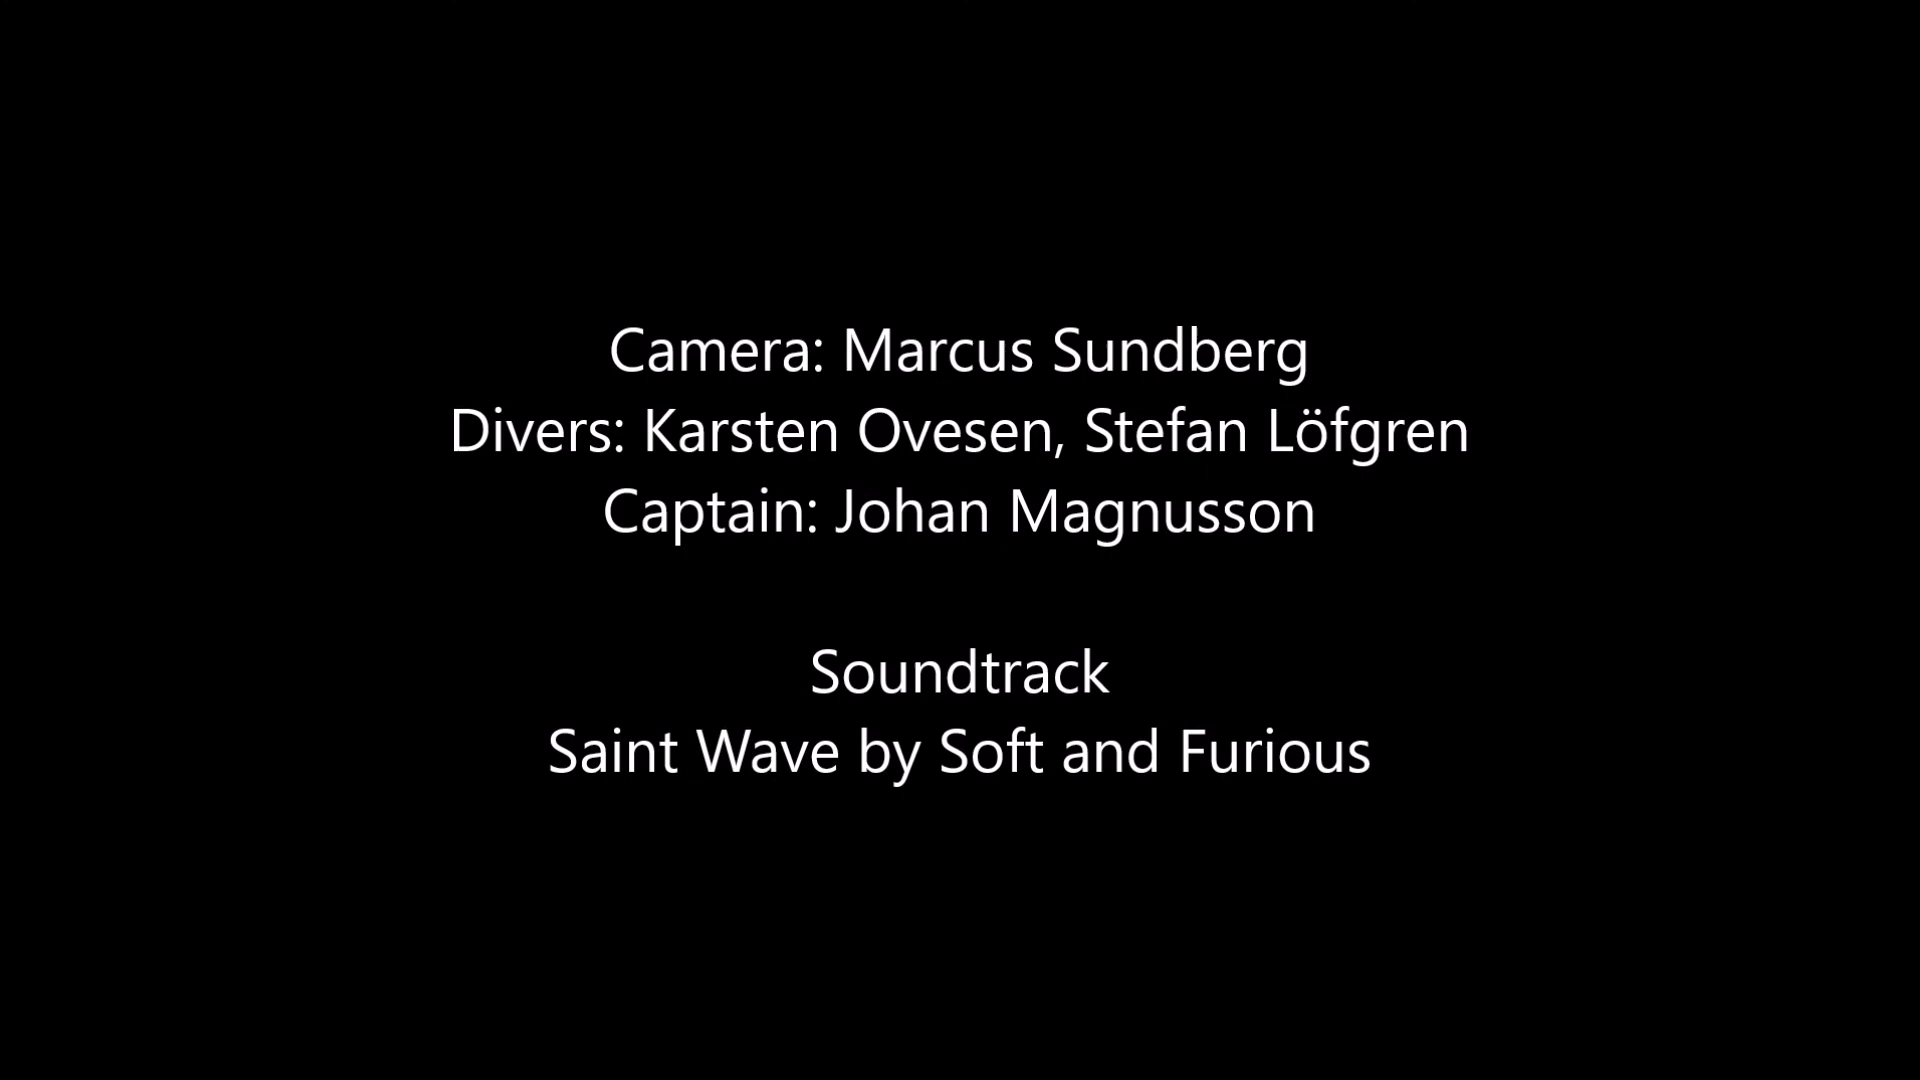 Camera: Marcus Sundberg
Divers: Karsten Ovesen, Stefan Löfgren
Captain: Johan Magnusson
Soundtrack
Saint Wave by Soft and Furious